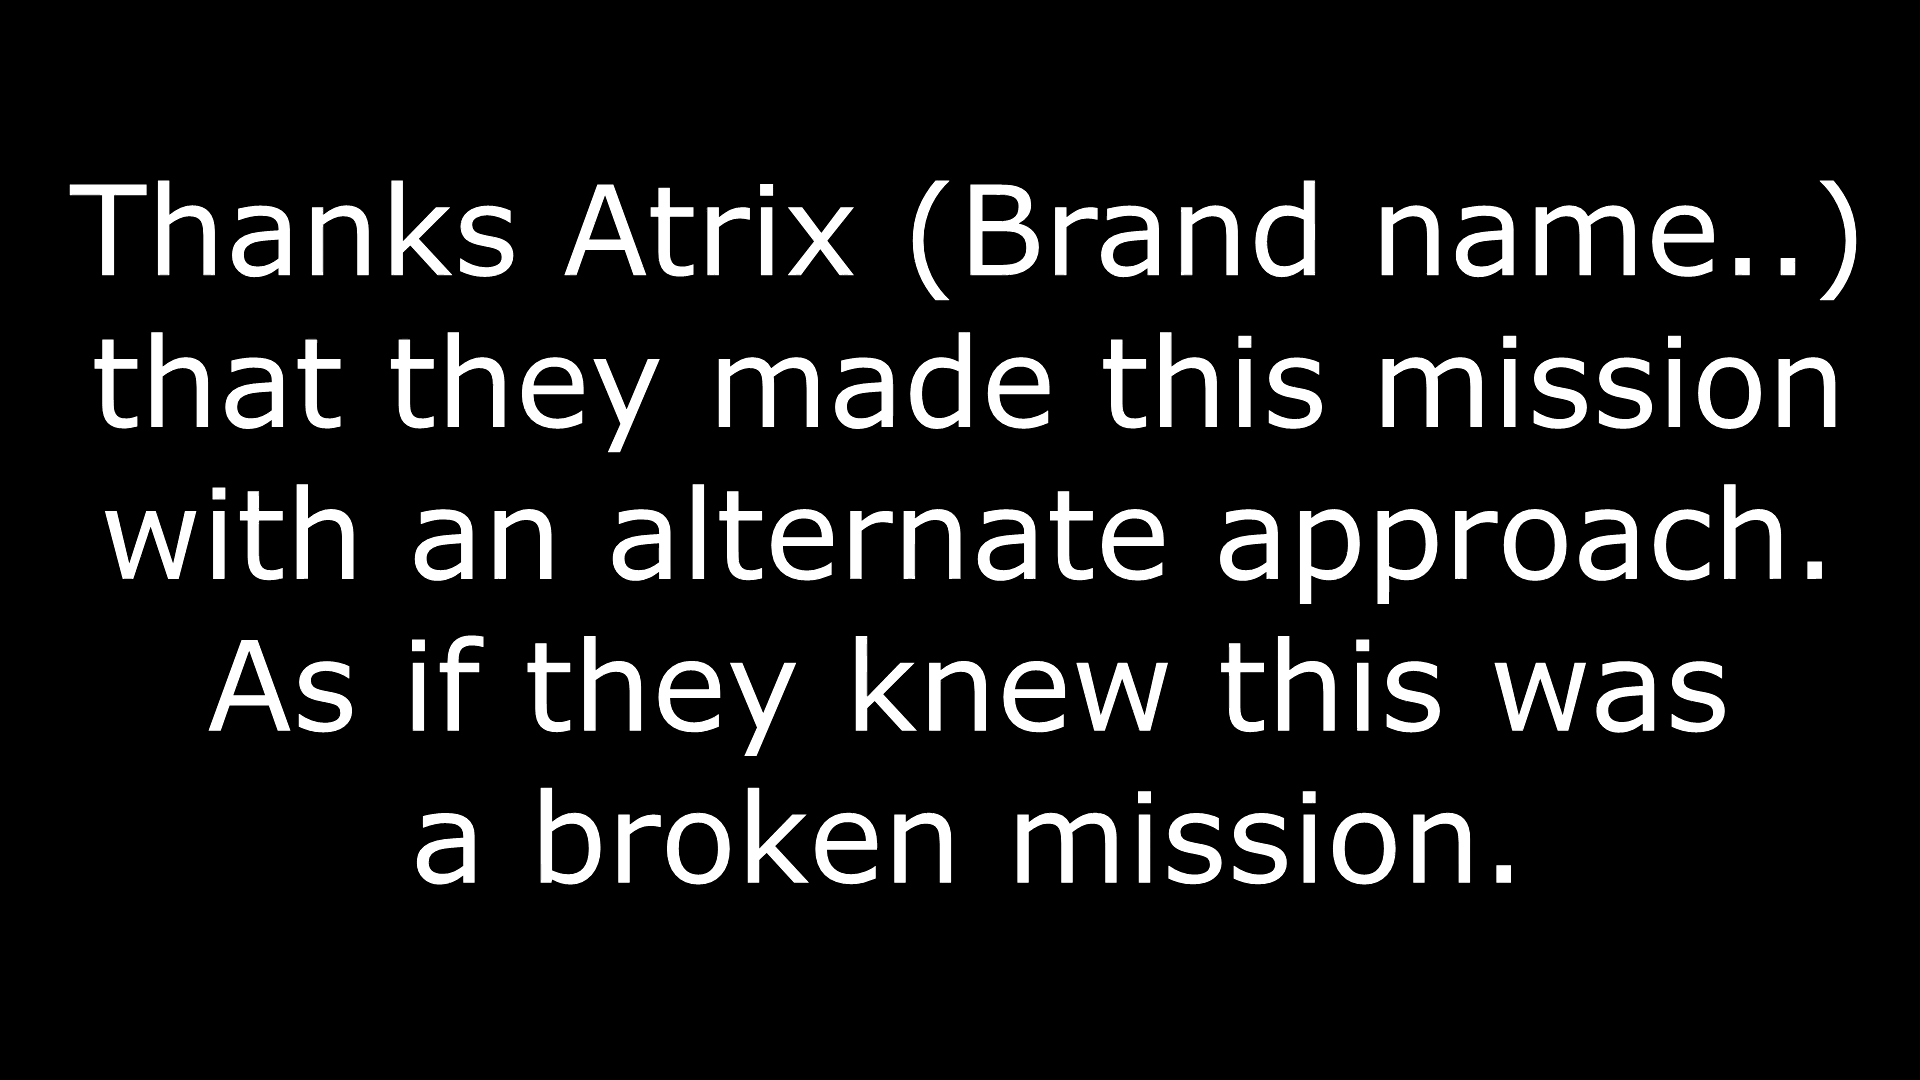 Thanks Atrix (Brand name..)
that they made this mission
with an alternate approach.
As if they knew this was
a broken mission.